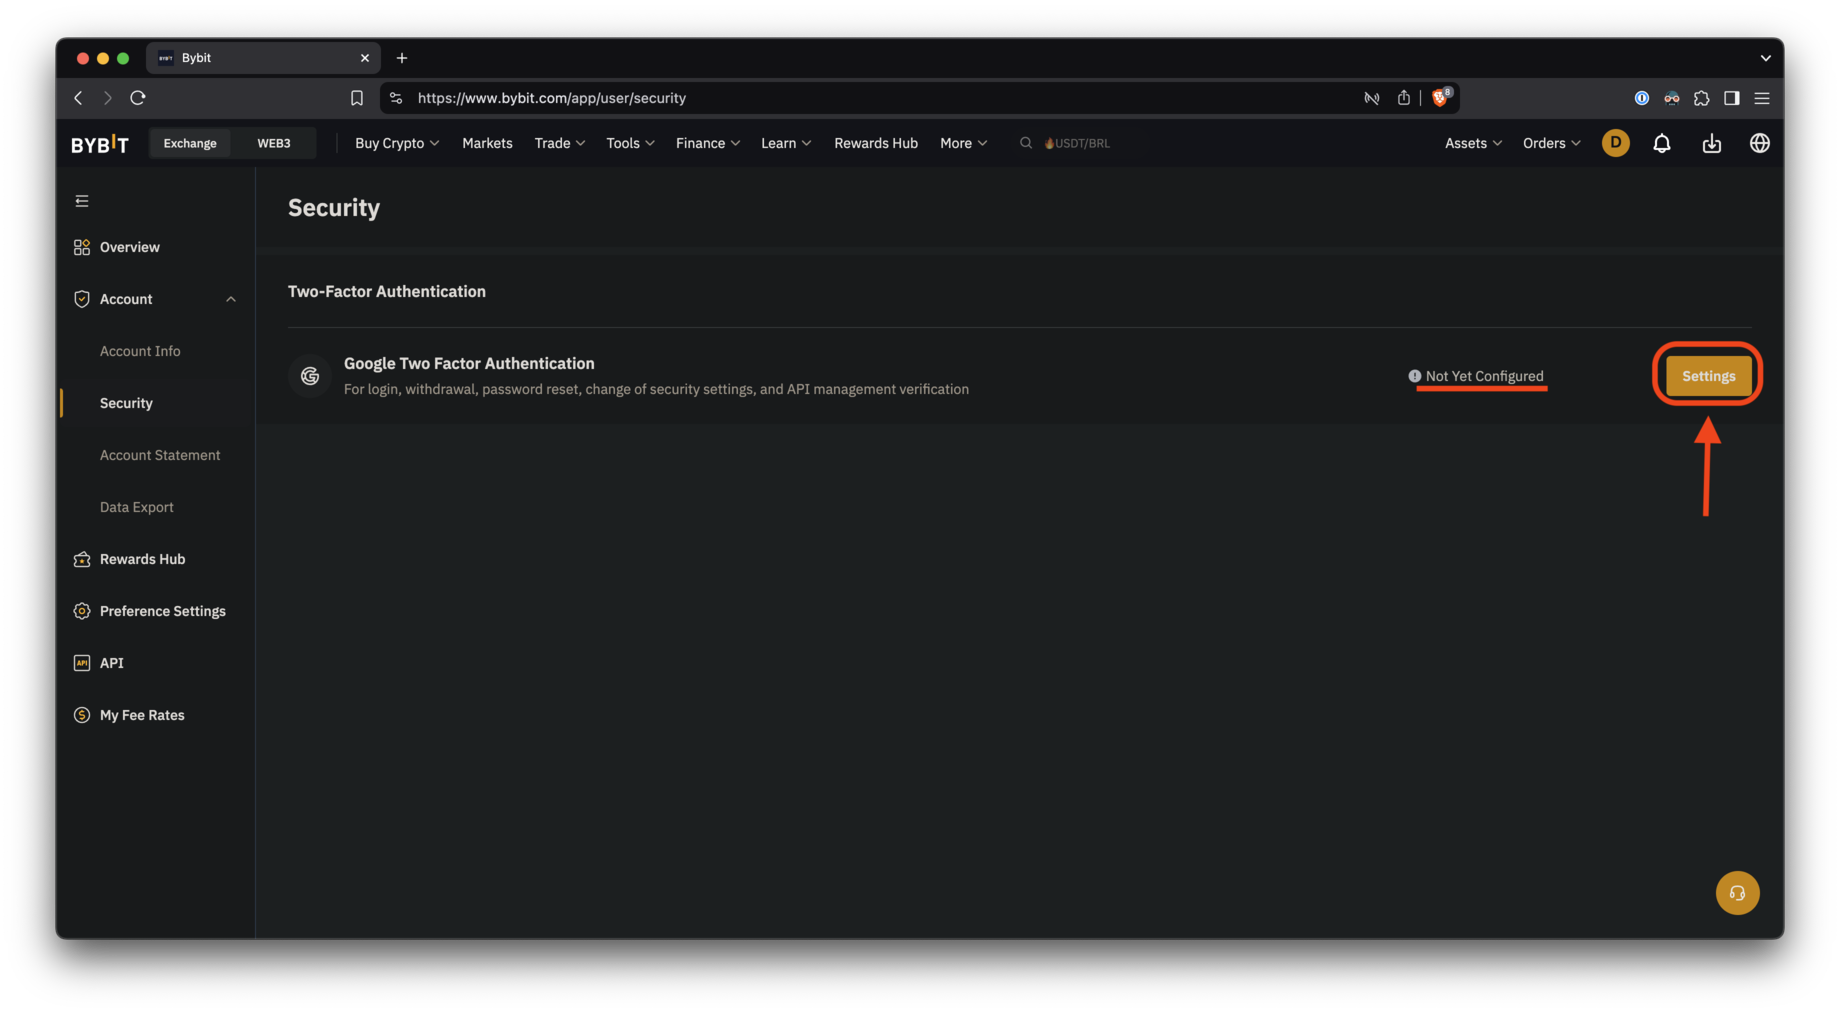 Bybit
https://www.bybit.com/app/user/security
8
BYBIT Exchange WEB3 Buy Crypto Markets Trade Tools Finance Learn Rewards Hub More USDT/BRL Assets Orders D
Security
Overview
Two-Factor Authentication
Account
Account Info
Google Two Factor Authentication
Not Yet Configured Settings
For login, withdrawal, password reset, change of security settings, and API management verification
Security
Account Statement
Data Export
Rewards Hub
Preference Settings
API API
My Fee Rates